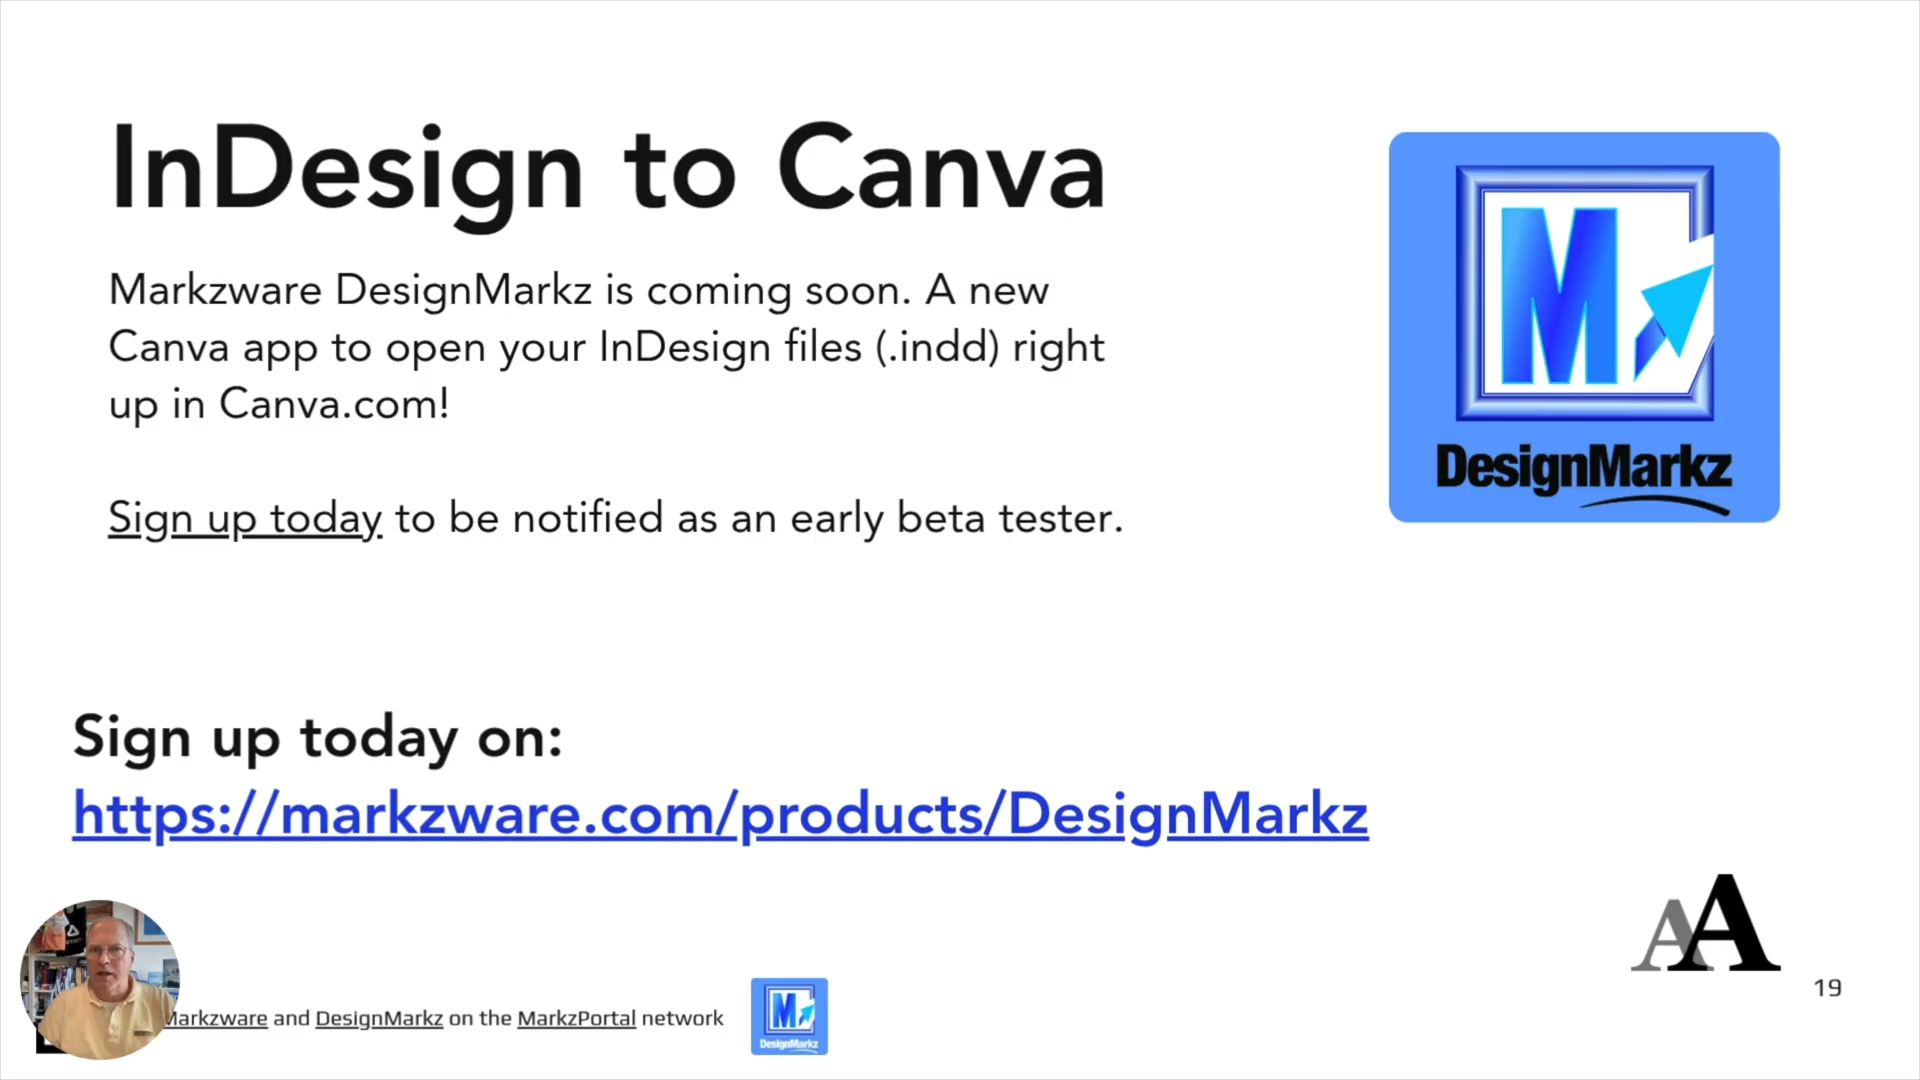 InDesign to Canva
Markzware DesignMarkz is coming soon. A new
Canva app to open your InDesign files (.indd) right
up in Canva.com!
Sign up today to be notified as an early beta tester.
M
DesignMarkz
Sign up today on:
https://markzware.com/products/DesignMarkz
AA
19
Markzware and DesignMarkz on the MarkzPortal network
M
DesignMarkz